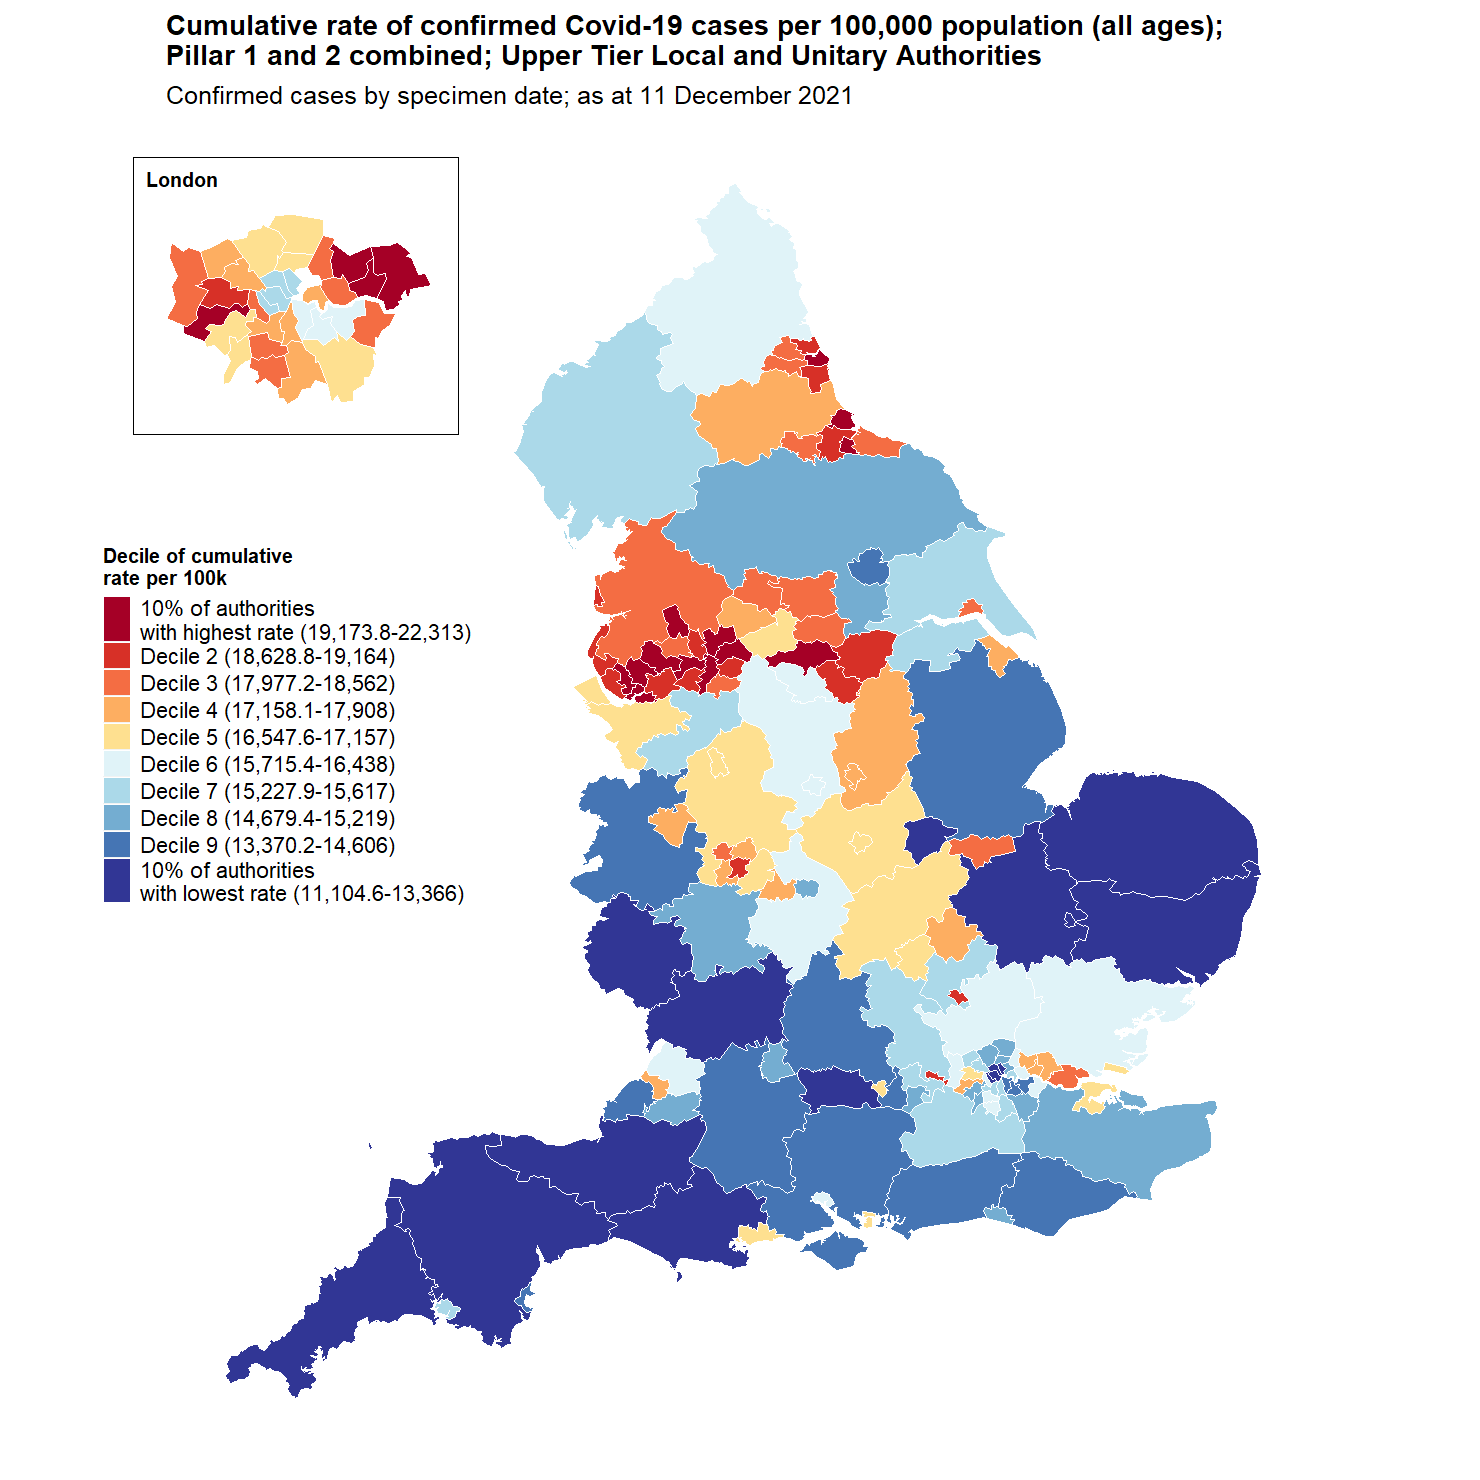 Cumulative rate of confirmed Covid-19 cases per 100,000 population (all ages);
Pillar 1 and 2 combined; Upper Tier Local and Unitary Authorities
Confirmed cases by specimen date; as at 11 December 2021
London
Decile of cumulative
rate per 100k
10% of authorities
with highest rate (19,173.8-22,313)
Decile 2 (18,628.8-19,164)
Decile 3 (17,977.2-18,562)
Decile 4 (17,158.1-17,908)
Decile 5 (16,547.6-17,157)
Decile 6 (15,715.4-16,438)
Decile 7 (15,227.9-15,617)
Decile 8 (14,679.4-15,219)
Decile 9 (13,370.2-14,606)
10% of authorities
with lowest rate (11,104.6-13,366)